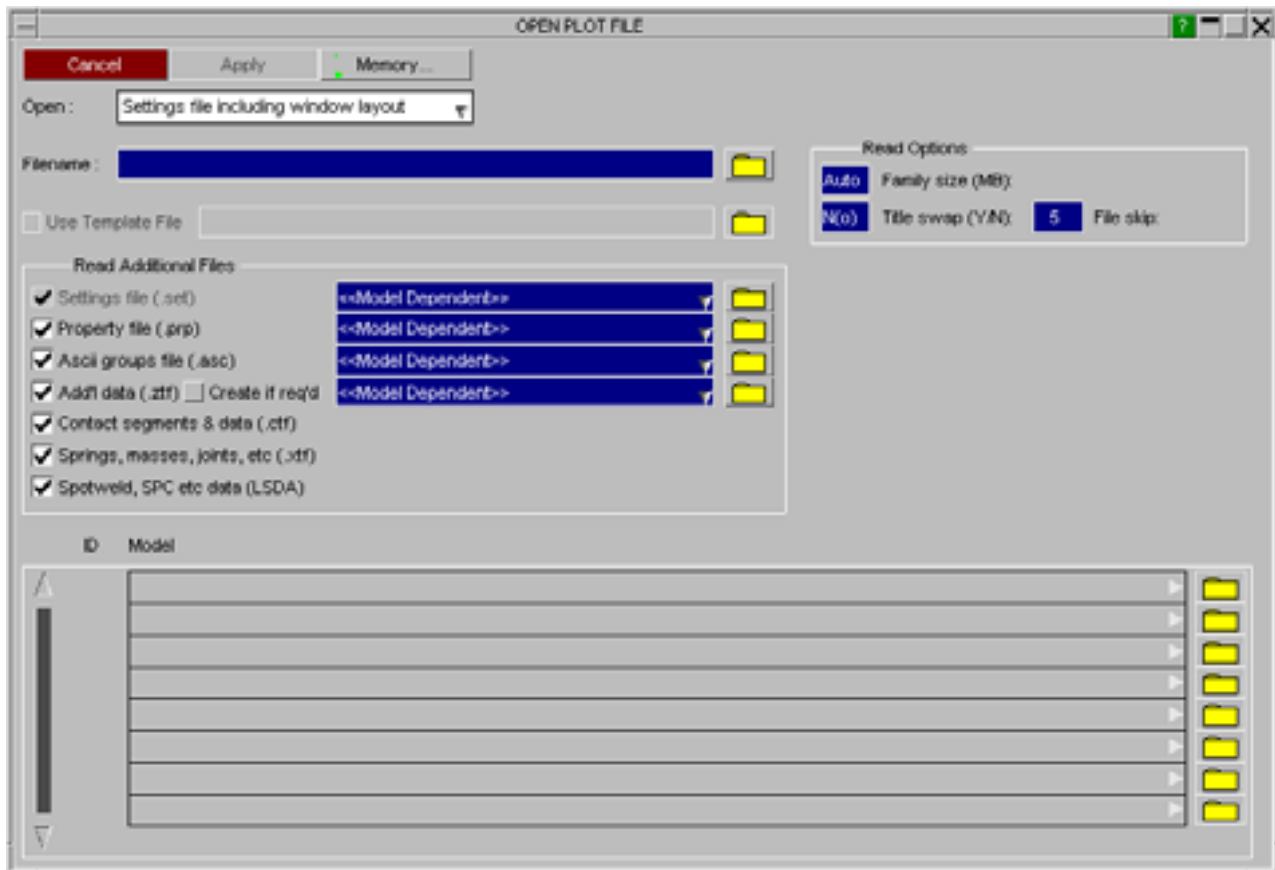 OPEN PLOT FILE ?
Cancel Apply Memory...
Open : Settings file including window layout
Filename :
Read Options
Auto Family size (MB):
Use Template File
N(o) Title swap (Y/N): 5 File skip:
Read Additional Files
Settings file (.set) <<Model Dependent>>
Property file (.prp) <<Model Dependent>>
Ascii groups file (.asc) <<Model Dependent>>
Add'l data (.ztf) Create if req'd <<Model Dependent>>
Contact segments & data (.ctf)
Springs, masses, joints, etc (.xtf)
Spotweld, SPC etc data (LSDA)
ID Model